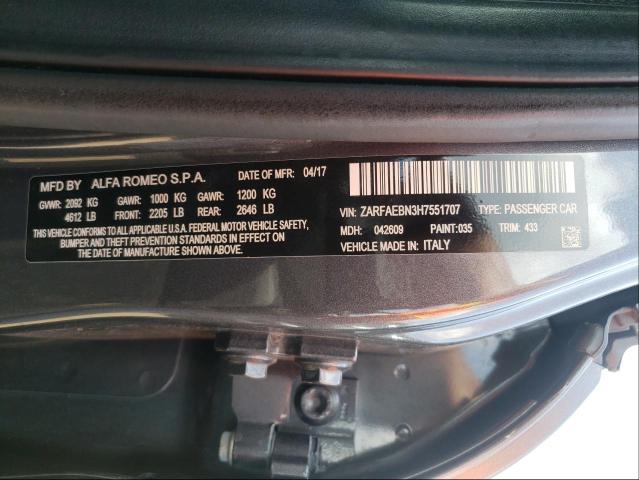 MFD BY ALFA ROMEO S.P.A. DATE OF MFR: 04/17
GVWR: 2092 KG GAWR: 1000 KG GAWR: 1200 KG
4612 LB FRONT: 2205 LB REAR: 2646 LB
THIS VEHICLE CONFORMS TO ALL APPLICABLE U.S. FEDERAL MOTOR VEHICLE SAFETY,
BUMPER AND THEFT PREVENTION STANDARDS IN EFFECT ON
THE DATE OF MANUFACTURE SHOWN ABOVE.
VIN: ZARFAEBN3H7551707 TYPE: PASSENGER CAR
MDH: 042609 PAINT:035 TRIM: 433
VEHICLE MADE IN: ITALY